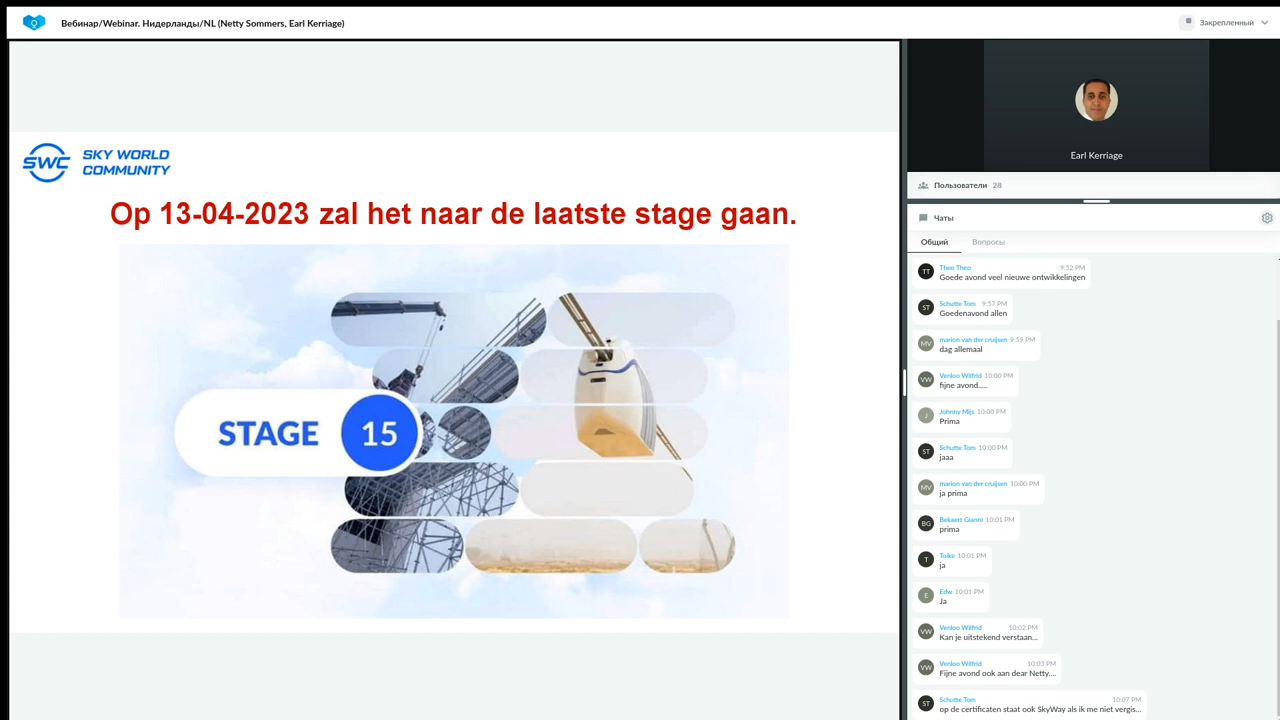 Вебинар/Webinar. Нидерланды/NL (Netty Sommers, Earl Kerriage)
Закрепленный
SWC SKY WORLD
COMMUNITY
Op 13-04-2023 zal het naar de laatste stage gaan.
STAGE 15
Earl Kerriage
Пользователи 28
Чаты
Общий Вопросы
TT Theo Theo 9:52 PM
Goede avond veel nieuwe ontwikkelingen
ST Schutte Tom 9:57 PM
Goedenavond allen
MV marion van der cruijsen 9:59 PM
dag allemaal
VW Venloo Wilfrid 10:00 PM
fijne avond.....
J Johnny Mijs 10:00 PM
Prima
ST Schutte Tom 10:00 PM
jaaa
MV marion van der cruijsen 10:00 PM
ja prima
BG Bekaert Gianni 10:01 PM
prima
T Toike 10:01 PM
ja
E Edw 10:01 PM
Ja
VW Venloo Wilfrid 10:02 PM
Kan je uitstekend verstaan...
VW Venloo Wilfrid 10:03 PM
Fijne avond ook aan dear Netty....
ST Schutte Tom 10:07 PM
op de certificaten staat ook SkyWay als ik me niet vergis...